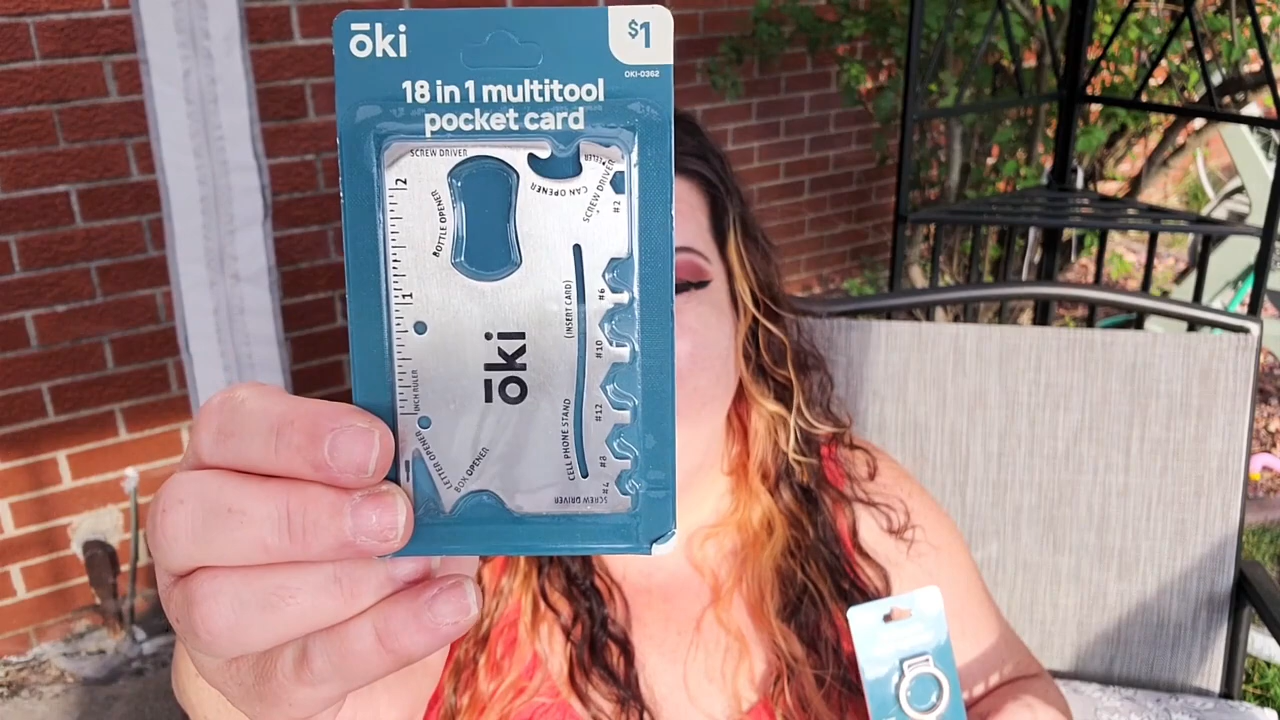 ōki
$1
OKI-0362
18 in 1 multitool
pocket card
SCREW DRIVER
CAN OPENER
SCREW DRIVER
#2
2
BOTTLE OPENER
1
(INSERT CARD)
#6
#10
ōki
INCH RULER
CELL PHONE STAND
#12
#8
#4
LETTER OPENER
BOX OPENER
SCREW DRIVER